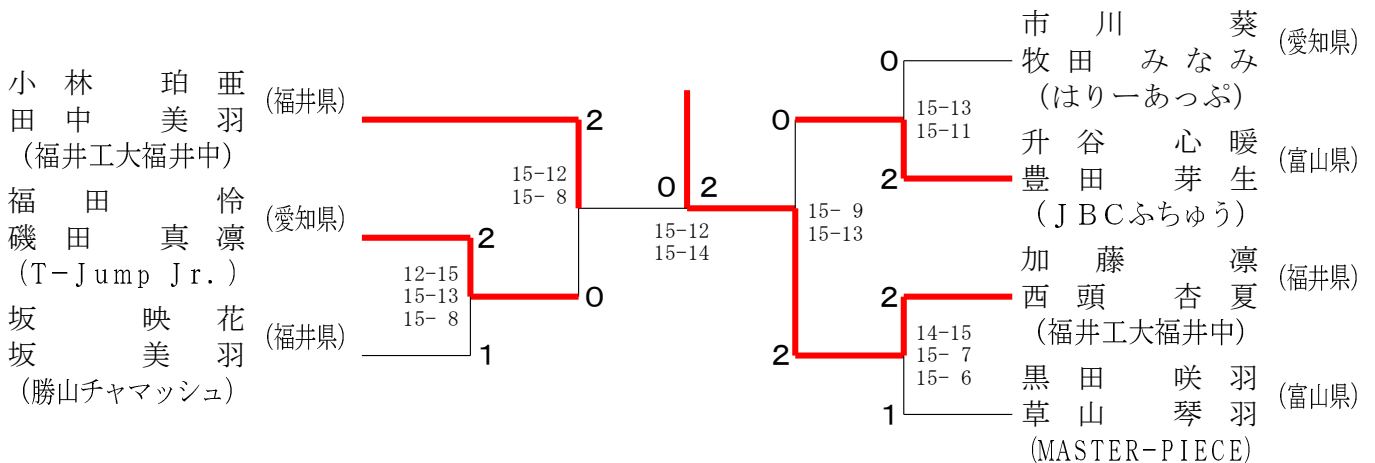 小林 珀亜
田中 美羽
(福井工大福井中)
(福井県)
福田 怜
磯田 真凛
(T-Jump Jr.)
(愛知県)
坂 映花
坂 美羽
(勝山チャマッシュ)
(福井県)
2
15-12
15- 8
0
2
12-15
15-13
15- 8
1
0 2
15-12
15-14
0
15- 9
15-13
2
0
15-13
15-11
2
2
14-15
15- 7
15- 6
1
市川 葵
牧田 みなみ
(はりーあっぷ)
(愛知県)
升谷 心暖
豊田 芽生
(JBCふちゅう)
(富山県)
加藤 凛
西頭 杏夏
(福井工大福井中)
(福井県)
黒田 咲羽
草山 琴羽
(MASTER-PIECE)
(富山県)